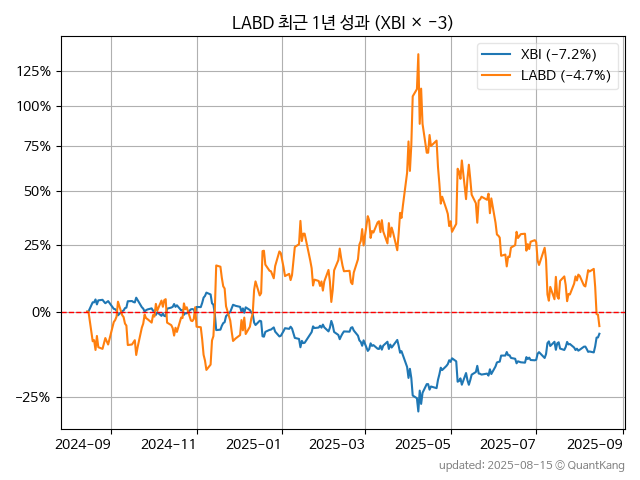 LABD 최근 1년 성과 (XBI × −3)
XBI (−7.2%)
LABD (−4.7%)
125%
100%
75%
50%
25%
0%
−25%
2024-09 2024-11 2025-01 2025-03 2025-05 2025-07 2025-09
updated: 2025-08-15 © QuantKang